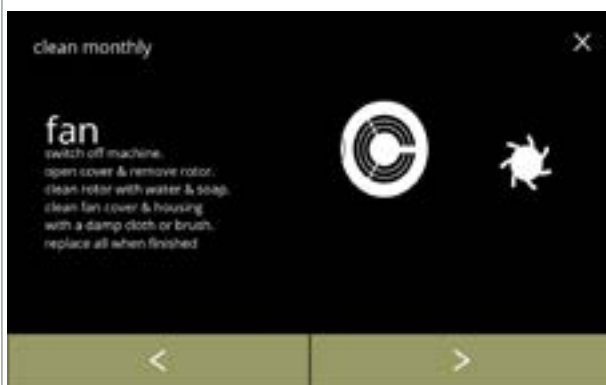 clean monthly
fan
switch off machine.
open cover & remove rotor.
clean rotor with water & soap.
clean fan cover & housing
with a damp cloth or brush.
replace all when finished